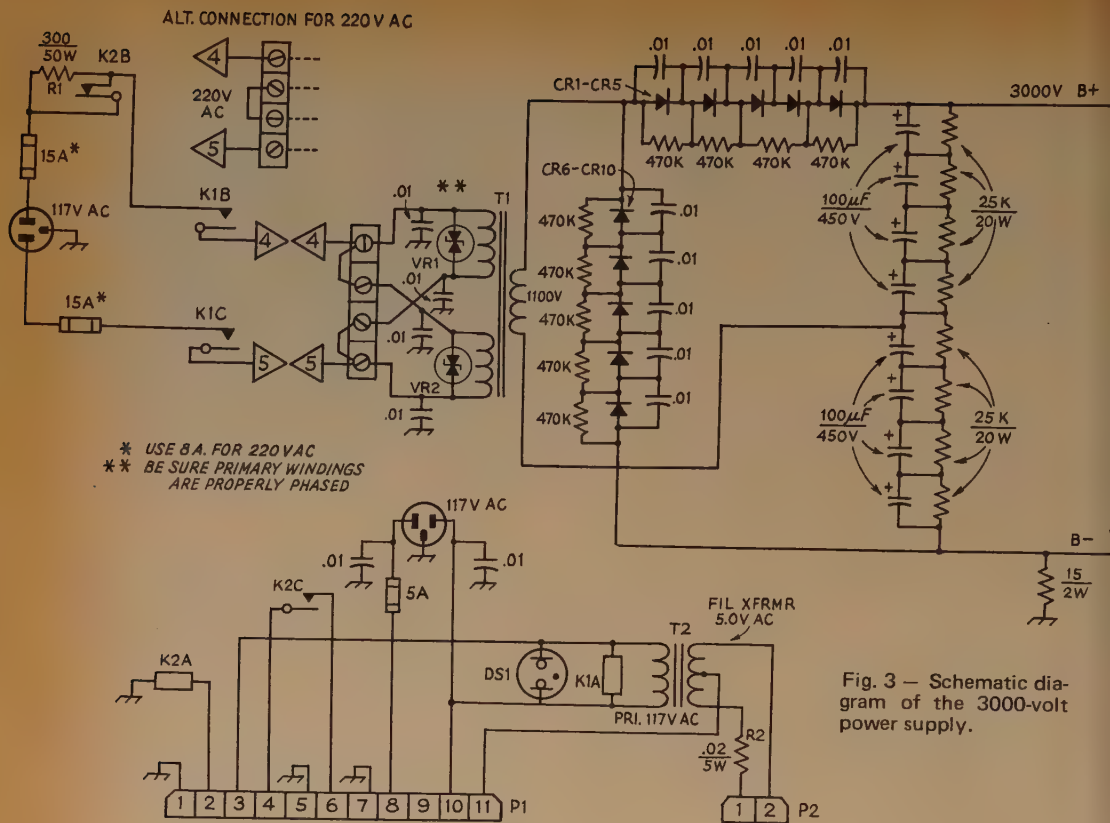 ALT. CONNECTION FOR 220 V AC
300
50W
K2B
R1
4
220V
AC
5
15A*
117V AC
15A*
K1B
K1C
4 4
5 5
.01
**
T1
VR1
.01
.01
VR2
.01
1100V
.01 .01 .01 .01 .01
CR1-CR5
470K 470K 470K 470K
CR6-CR10
470K
470K
470K
470K
470K
.01
.01
.01
.01
.01
3000V B+
+
+
+
+
100µF
450V
25K
20W
+
+
+
+
100µF
450V
25K
20W
B-
15
2W
* USE 8A. FOR 220VAC
** BE SURE PRIMARY WINDINGS
ARE PROPERLY PHASED
117V AC
.01
.01
5A
K2C
K2A
DS1
K1A
T2
FIL XFRMR
5.0V AC
PRI. 117V AC
.02
5W
R2
1 2 3 4 5 6 7 8 9 10 11 P1
1 2 P2
Fig. 3 — Schematic dia-
gram of the 3000-volt
power supply.